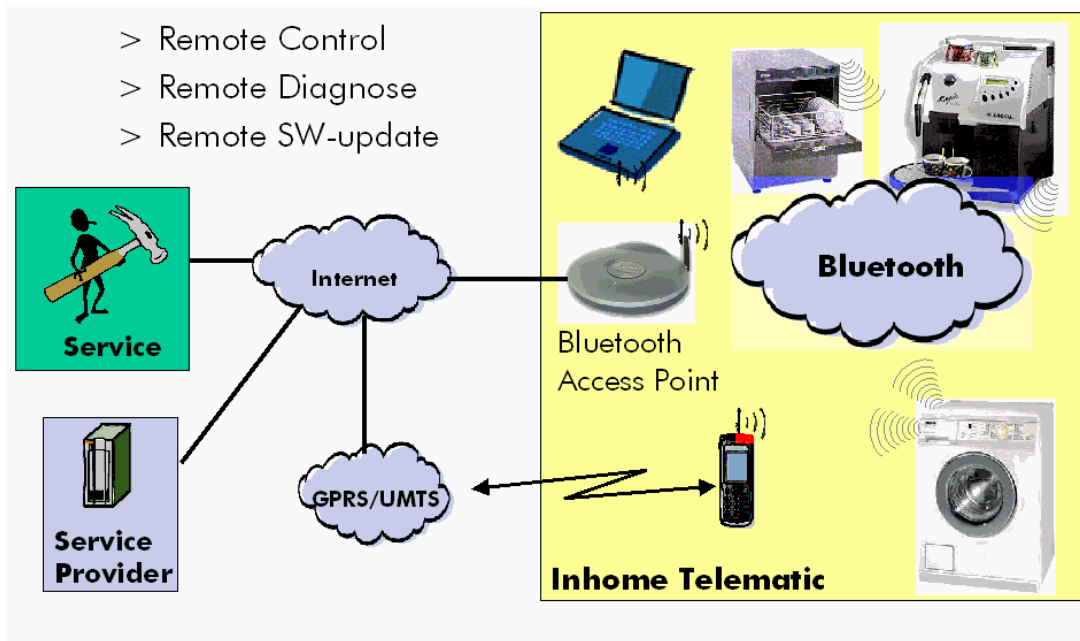 > Remote Control
> Remote Diagnose
> Remote SW-update
Service
Internet
Bluetooth
Bluetooth
Access Point
GPRS/UMTS
Service
Provider
Inhome Telematic